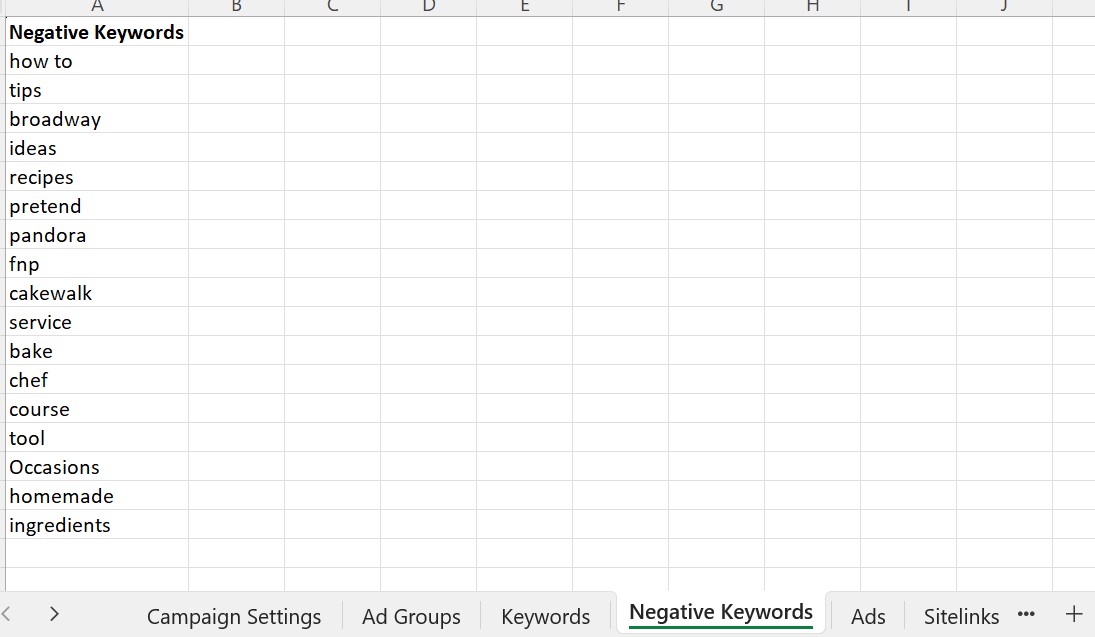 A B C D E F G H I J
Negative Keywords
how to
tips
broadway
ideas
recipes
pretend
pandora
fnp
cakewalk
service
bake
chef
course
tool
Occasions
homemade
ingredients
Campaign Settings Ad Groups Keywords Negative Keywords Ads Sitelinks